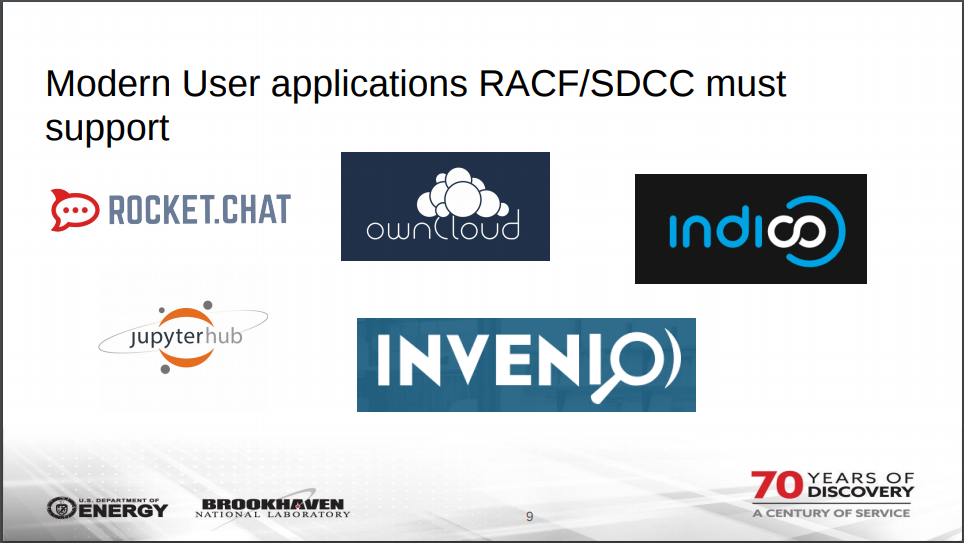 Modern User applications RACF/SDCC must
support
ROCKET.CHAT
ownCloud
indico
jupyterhub
INVENIO
U.S. DEPARTMENT OF
ENERGY
BROOKHAVEN
NATIONAL LABORATORY
9
70 YEARS OF
DISCOVERY
A CENTURY OF SERVICE